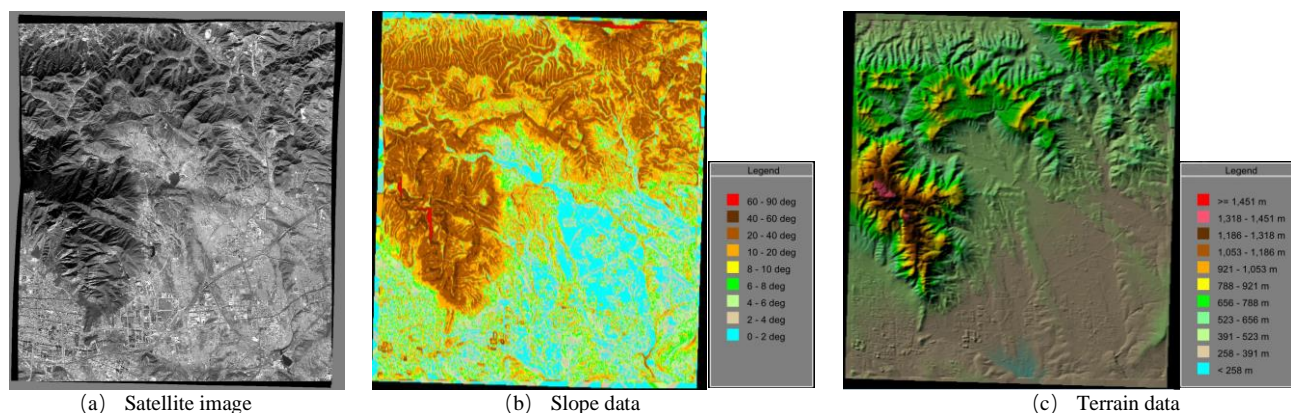 Legend
60 - 90 deg
40 - 60 deg
20 - 40 deg
10 - 20 deg
8 - 10 deg
6 - 8 deg
4 - 6 deg
2 - 4 deg
0 - 2 deg
Legend
>= 1,451 m
1,318 - 1,451 m
1,186 - 1,318 m
1,053 - 1,186 m
921 - 1,053 m
788 - 921 m
656 - 788 m
523 - 656 m
391 - 523 m
258 - 391 m
< 258 m
(a) Satellite image
(b) Slope data
(c) Terrain data